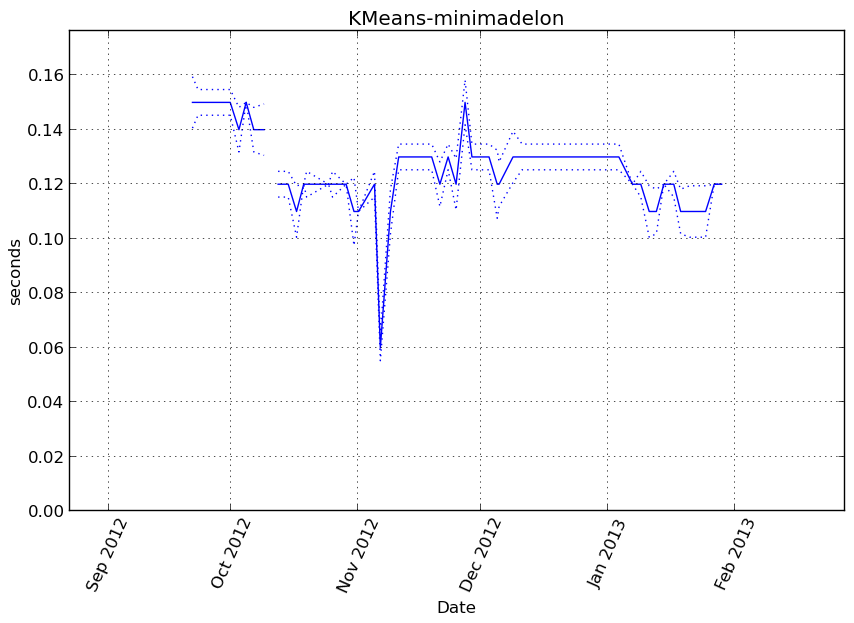 KMeans-minimadelon
0.16
0.14
0.12
0.10
0.08
0.06
0.04
0.02
0.00
seconds
Sep 2012
Oct 2012
Nov 2012
Dec 2012
Jan 2013
Feb 2013
Date